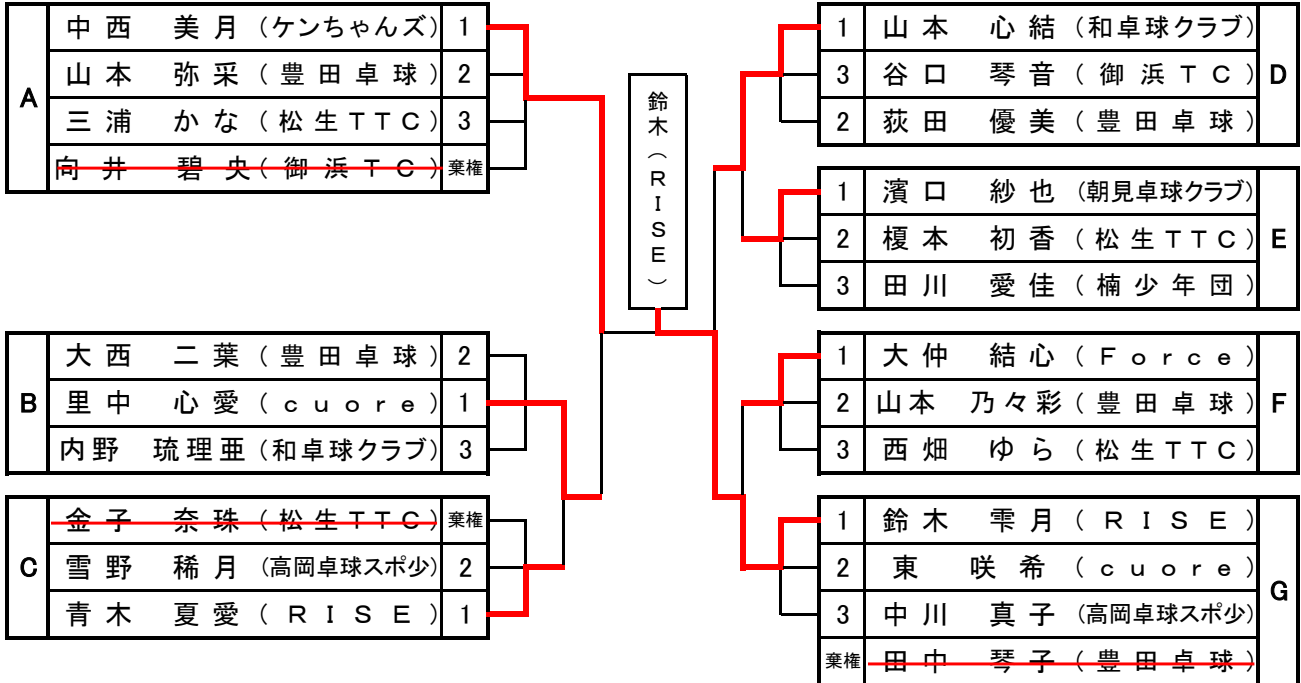 A
中西 美月(ケンちゃんズ) 1
山本 弥采(豊田卓球) 2
三浦 かな(松生TTC) 3
向井 碧央(御浜TC) 棄権
B
大西 二葉(豊田卓球) 2
里中 心愛(cuore) 1
内野 琉理亜(和卓球クラブ) 3
C
金子 奈珠(松生TTC) 棄権
雪野 稀月(高岡卓球スポ少) 2
青木 夏愛(RISE) 1
鈴木(RISE)
D
1 山本 心結(和卓球クラブ)
3 谷口 琴音(御浜TC)
2 荻田 優美(豊田卓球)
E
1 濱口 紗也(朝見卓球クラブ)
2 榎本 初香(松生TTC)
3 田川 愛佳(楠少年団)
F
1 大仲 結心(Force)
2 山本 乃々彩(豊田卓球)
3 西畑 ゆら(松生TTC)
G
1 鈴木 雫月(RISE)
2 東 咲希(cuore)
3 中川 真子(高岡卓球スポ少)
棄権 田中 琴子(豊田卓球)